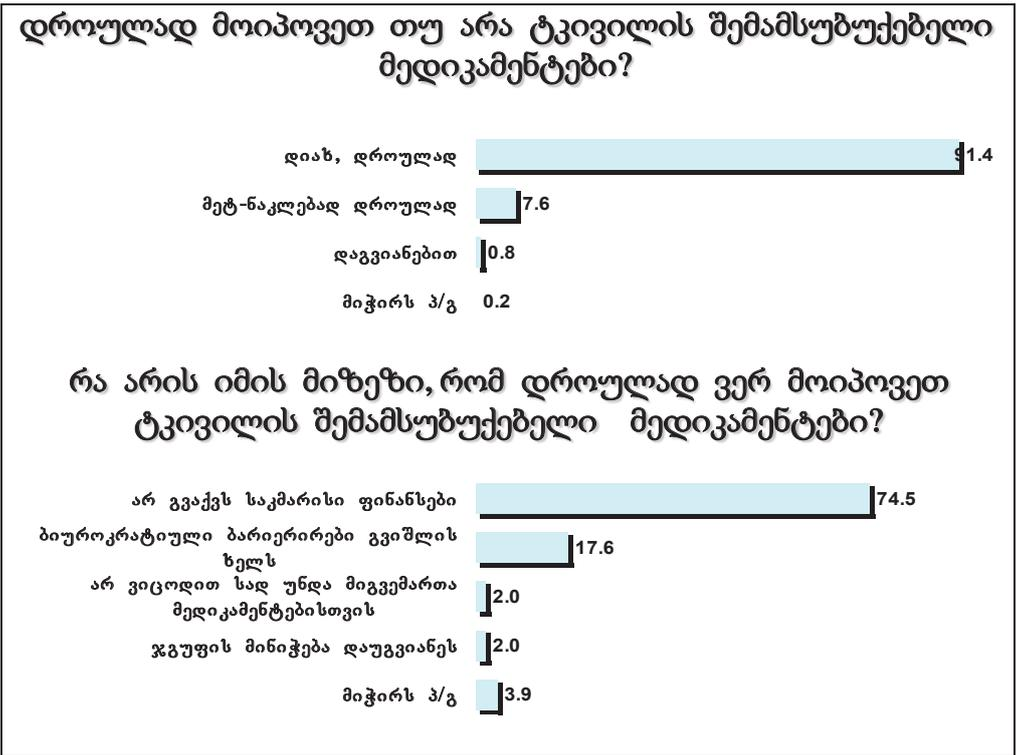 დროულად მოიპოვეთ თუ არა ტკივილის შემამსუბუქებელი
მედიკამენტები?
დიახ, დროულად 91.4
მეტ-ნაკლებად დროულად 7.6
დაგვიანებით 0.8
მიჭირს პ/გ 0.2
რა არის იმის მიზეზი, რომ დროულად ვერ მოიპოვეთ
ტკივილის შემამსუბუქებელი მედიკამენტები?
არ გვაქვს საკმარისი ფინანსები 74.5
ბიუროკრატიული ბარიერირები გვიშლის
ხელს 17.6
არ ვიცოდით სად უნდა მიგვემართა
მედიკამენტებისთვის 2.0
ჯგუფის მინიჭება დაუგვიანეს 2.0
მიჭირს პ/გ 3.9